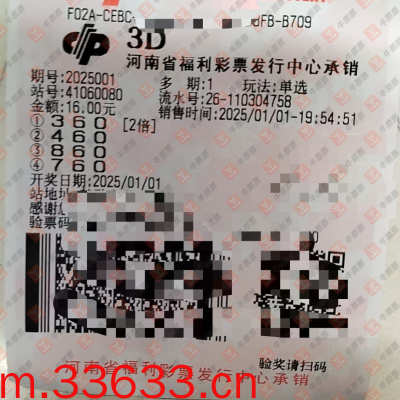 F02A-CEBC-
FB-B709
3D
河南省福利彩票发行中心承销
期号:2025001 多 期:1 玩法:单选
站号:41060080 流水号:26-110304758
金额:16.00元 销售时间:2025/01/01-19:54:51
① 3 6 0 [2倍]
② 4 6 0
③ 8 6 0
④ 7 6 0
开奖日期:2025/01/01
站地址
感谢
验票码
验奖请扫码
河南省福利彩票发行中心承销
m.33633.cn